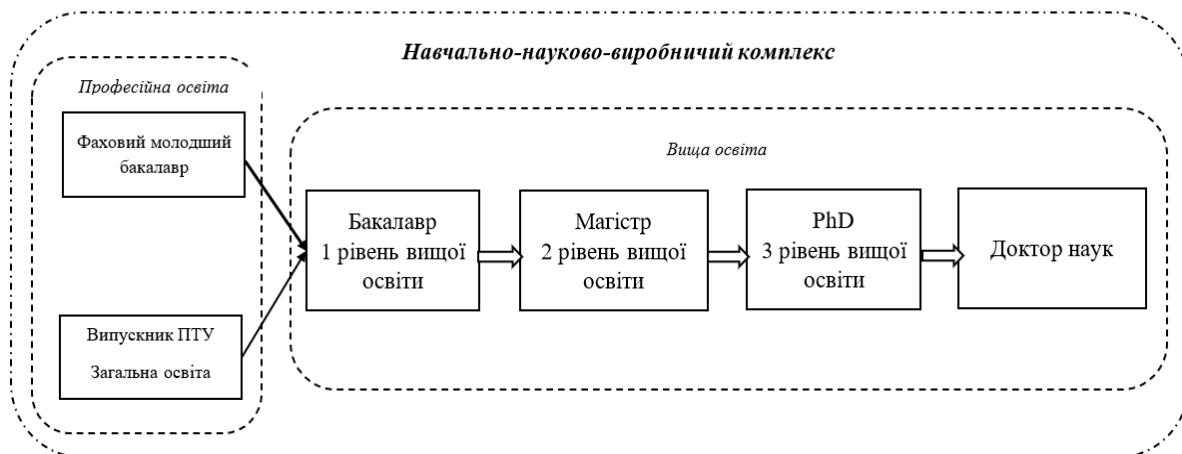 Навчально-науково-виробничий комплекс
Професійна освіта
Фаховий молодший
бакалавр
Випускник ПТУ
Загальна освіта
Вища освіта
Бакалавр
1 рівень вищої
освіти
Магістр
2 рівень вищої
освіти
PhD
3 рівень вищої
освіти
Доктор наук